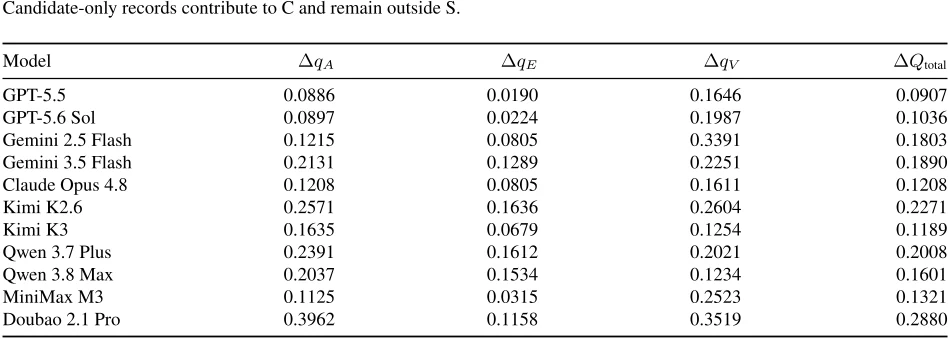 Candidate-only records contribute to C and remain outside S.
Model ΔqA ΔqE ΔqV ΔQtotal
GPT-5.5 0.0886 0.0190 0.1646 0.0907
GPT-5.6 Sol 0.0897 0.0224 0.1987 0.1036
Gemini 2.5 Flash 0.1215 0.0805 0.3391 0.1803
Gemini 3.5 Flash 0.2131 0.1289 0.2251 0.1890
Claude Opus 4.8 0.1208 0.0805 0.1611 0.1208
Kimi K2.6 0.2571 0.1636 0.2604 0.2271
Kimi K3 0.1635 0.0679 0.1254 0.1189
Qwen 3.7 Plus 0.2391 0.1612 0.2021 0.2008
Qwen 3.8 Max 0.2037 0.1534 0.1234 0.1601
MiniMax M3 0.1125 0.0315 0.2523 0.1321
Doubao 2.1 Pro 0.3962 0.1158 0.3519 0.2880